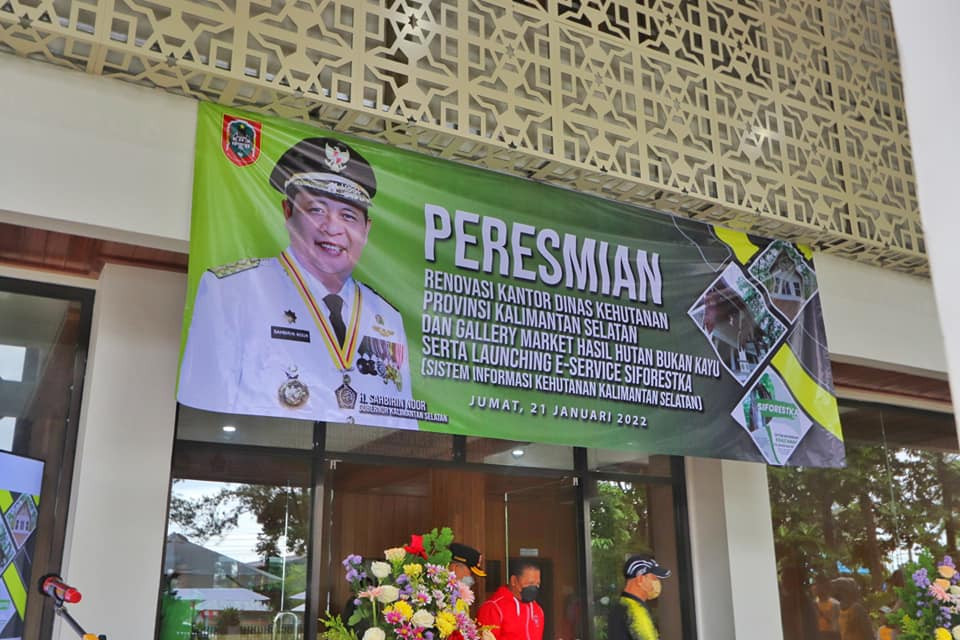 PERESMIAN
RENOVASI KANTOR DINAS KEHUTANAN
PROVINSI KALIMANTAN SELATAN
DAN GALLERY MARKET HASIL HUTAN BUKAN KAYU
SERTA LAUNCHING E-SERVICE SIFORESTKA
(SISTEM INFORMASI KEHUTANAN KALIMANTAN SELATAN)
JUMAT, 21 JANUARI 2022
SAHBIRIN NOOR
H. SAHBIRIN NOOR
GUBERNUR KALIMANTAN SELATAN
SIFORESTKA